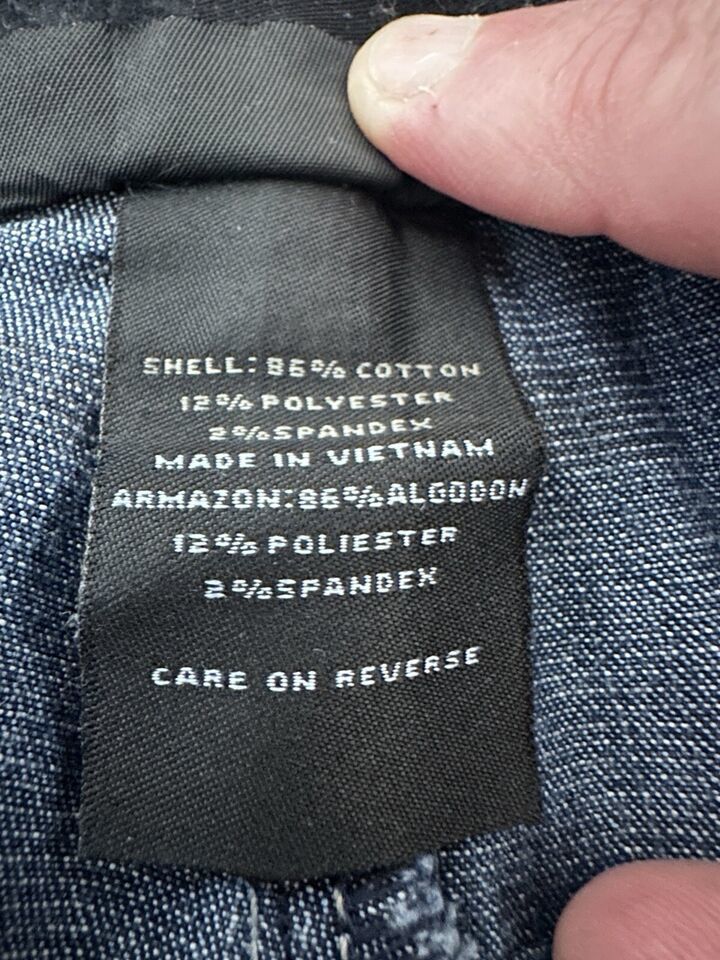 SHELL: 86% COTTON
12% POLYESTER
2%SPANDEX
MADE IN VIETNAM
ARMAZON:86%ALGODON
12% POLIESTER
2%SPANDEX
CARE ON REVERSE